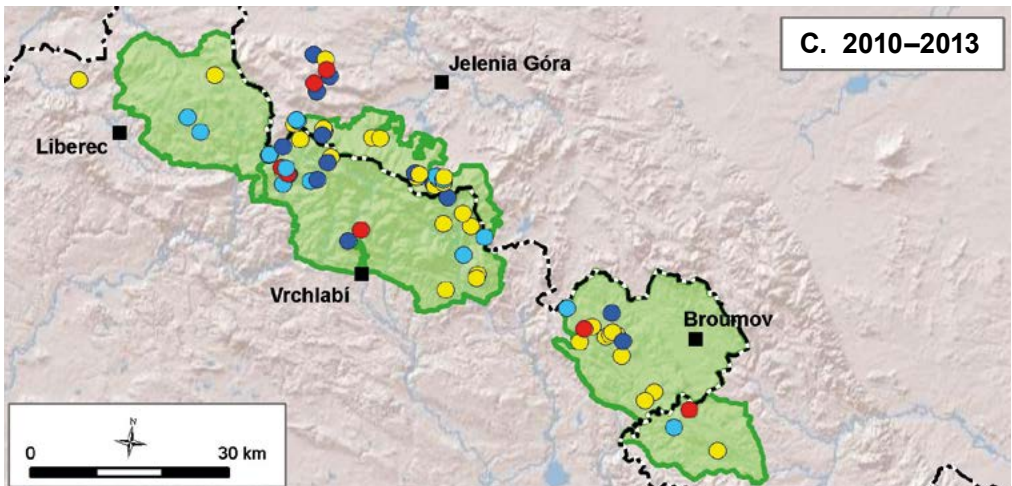 C. 2010–2013
Jelenia Góra
Liberec
Vrchlabí
Broumov
N
0 30 km